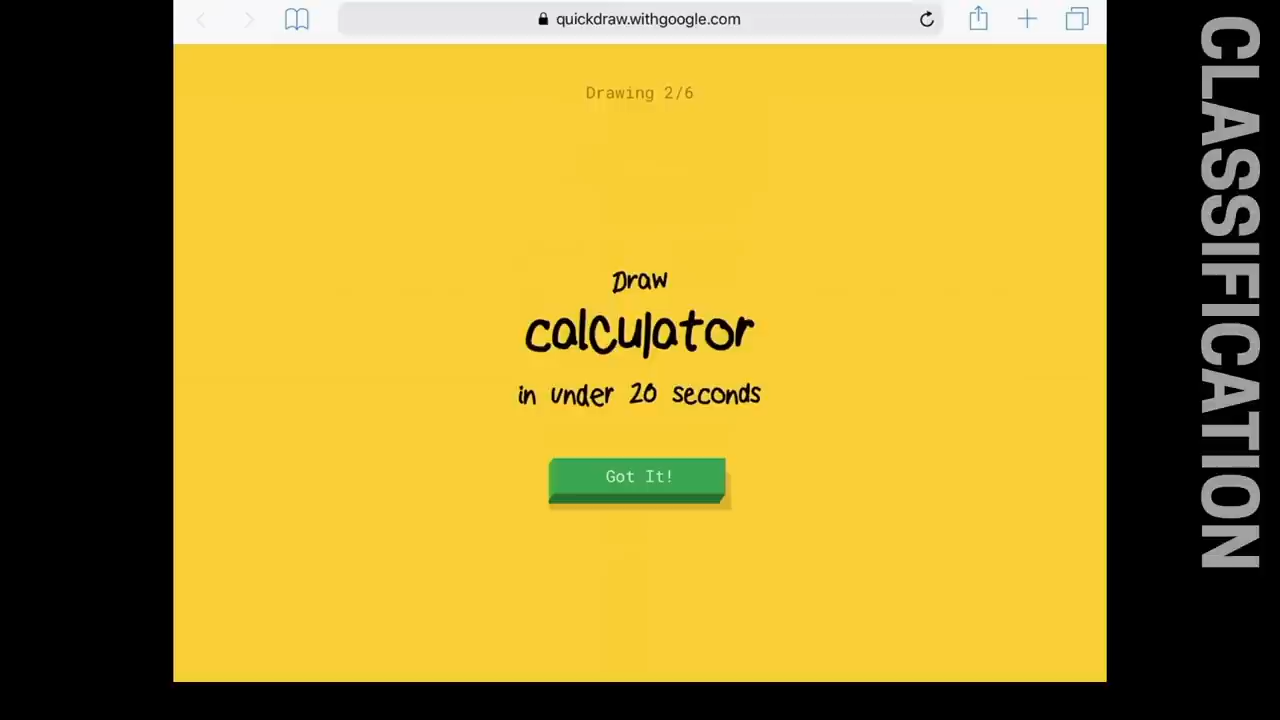 quickdraw.withgoogle.com
Drawing 2/6
Draw
calculator
in under 20 seconds
Got It!
CLASSIFICATION